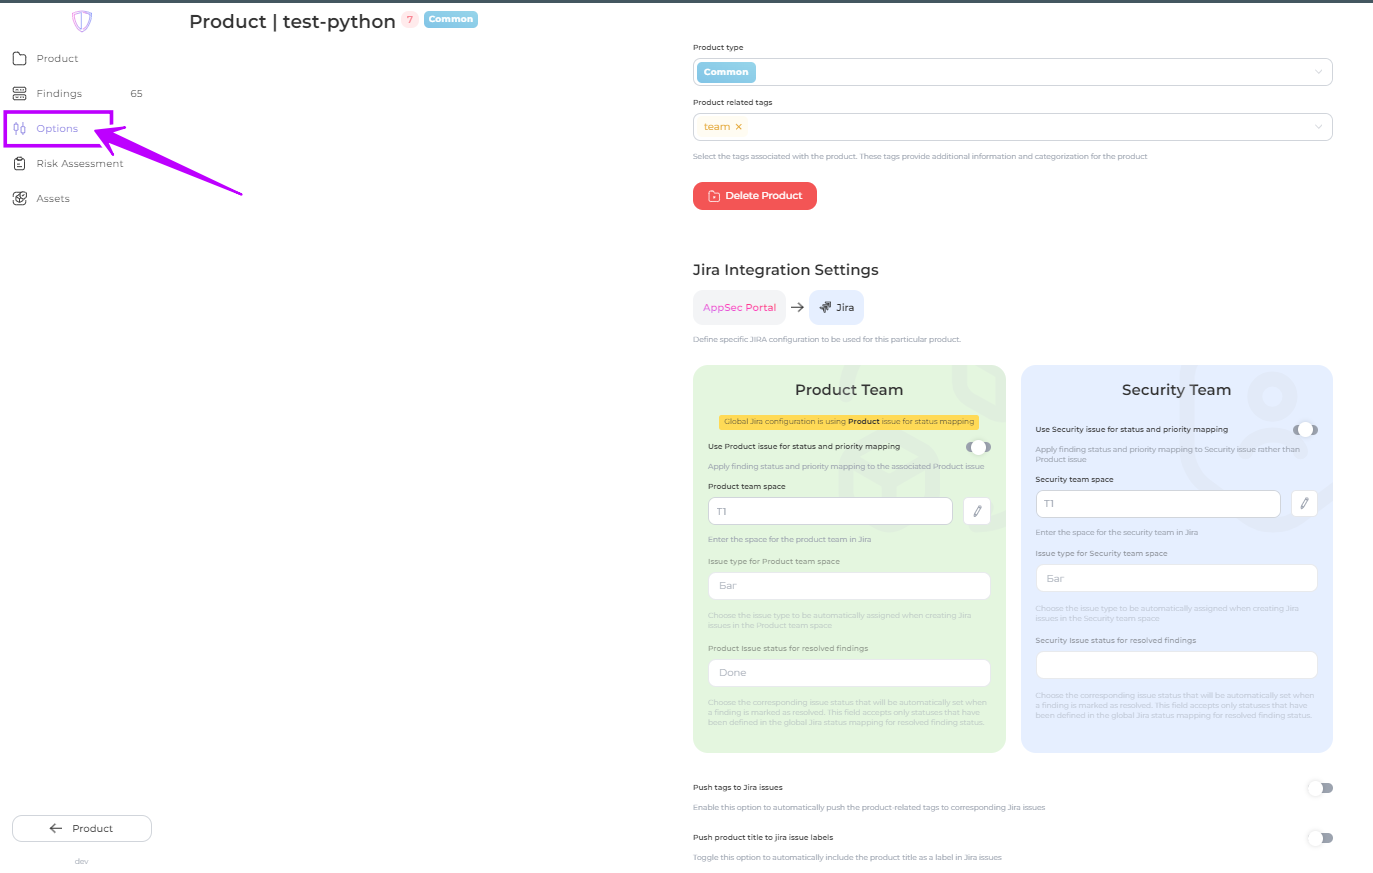 Product | test-python 7 Common
Product
Findings 65
Options
Risk Assessment
Assets
Product type
Common
Product related tags
team ×
Select the tags associated with the product. These tags provide additional information and categorization for the product
Delete Product
Jira Integration Settings
AppSec Portal → Jira
Define specific JIRA configuration to be used for this particular product.
Product Team
Global Jira configuration is using Product issue for status mapping
Use Product issue for status and priority mapping
Apply finding status and priority mapping to the associated Product issue
Product team space
T1
Enter the space for the product team in Jira
Issue type for Product team space
Баг
Choose the issue type to be automatically assigned when creating Jira
issues in the Product team space
Product Issue status for resolved findings
Done
Choose the corresponding issue status that will be automatically set when
a finding is marked as resolved. This field accepts only statuses that have
been defined in the global Jira status mapping for resolved finding status.
Security Team
Use Security issue for status and priority mapping
Apply finding status and priority mapping to Security issue rather than
Product issue
Security team space
T1
Enter the space for the security team in Jira
Issue type for Security team space
Баг
Choose the issue type to be automatically assigned when creating Jira
issues in the Security team space
Security Issue status for resolved findings
Choose the corresponding issue status that will be automatically set when
a finding is marked as resolved. This field accepts only statuses that have
been defined in the global Jira status mapping for resolved finding status.
Push tags to Jira issues
Enable this option to automatically push the product-related tags to corresponding Jira issues
Push product title to jira issue labels
Toggle this option to automatically include the product title as a label in Jira issues
← Product
dev